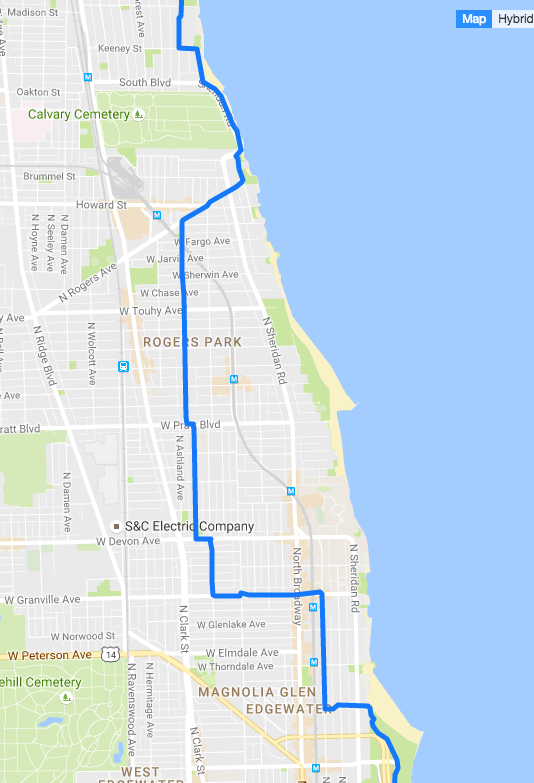 Madison St
Map
Hybrid
Keeney St
South Blvd
Oakton St
Sheridan Rd
Calvary Cemetery
Brummel St
Howard St
N Hoyne Ave
N Seeley Ave
N Damen Ave
W Fargo Ave
W Jarvis Ave
W Sherwin Ave
N Rogers Ave
W Chase Ave
W Touhy Ave
N Sheridan Rd
N Ridge Blvd
N Wolcott Ave
ROGERS PARK
W Pratt Blvd
ratt Blvd
N Ashland Ave
N Damen Ave
S&C Electric Company
W Devon Ave
North Broadway
N Sheridan Rd
W Granville Ave
N Clark St
W Glenlake Ave
W Norwood St
W Peterson Ave
14
W Elmdale Ave
W Thorndale Ave
ehill Cemetery
N Ravenswood Ave
N Hermitage Ave
MAGNOLIA GLEN
EDGEWATER
N Clark St
WEST
EDGEWATER